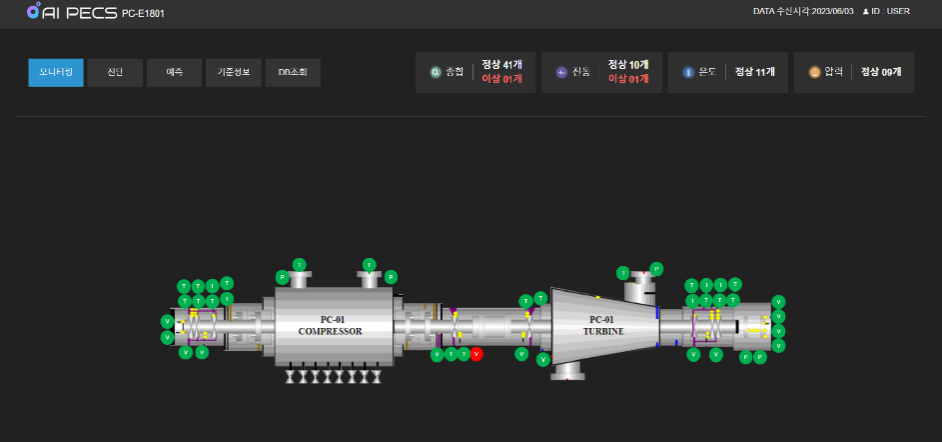 AI PECS PC-E1801
DATA 수신시각:2023/06/03 ID : USER
모니터링 진단 예측 기준정보 DB조회
종합 정상 41개
이상 01개
진동 정상 10개
이상 01개
온도 정상 11개
압력 정상 09개
T T P
P T T P
T T T T T T T T
T T T T T T T T T T
V V
V V
V V
PC-01
COMPRESSOR
PC-01
TURBINE
V V V T T V V V V V
V P P